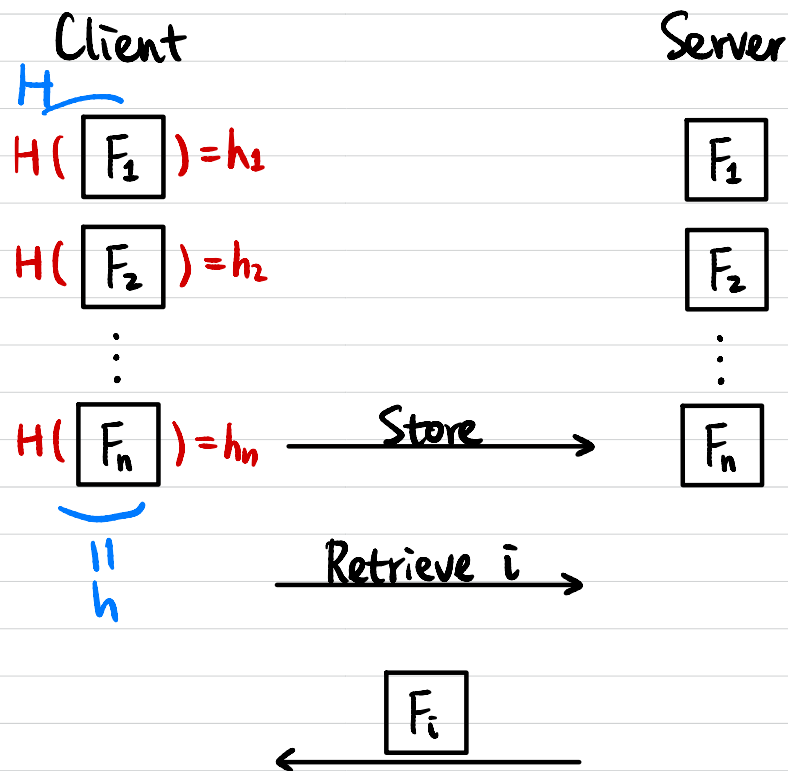 Client Server
H
H( F₁ ) = h₁ F₁
H( F₂ ) = h₂ F₂
⋮ ⋮
H( Fₙ ) = hₙ Store Fₙ
=
h
Retrieve i
Fᵢ